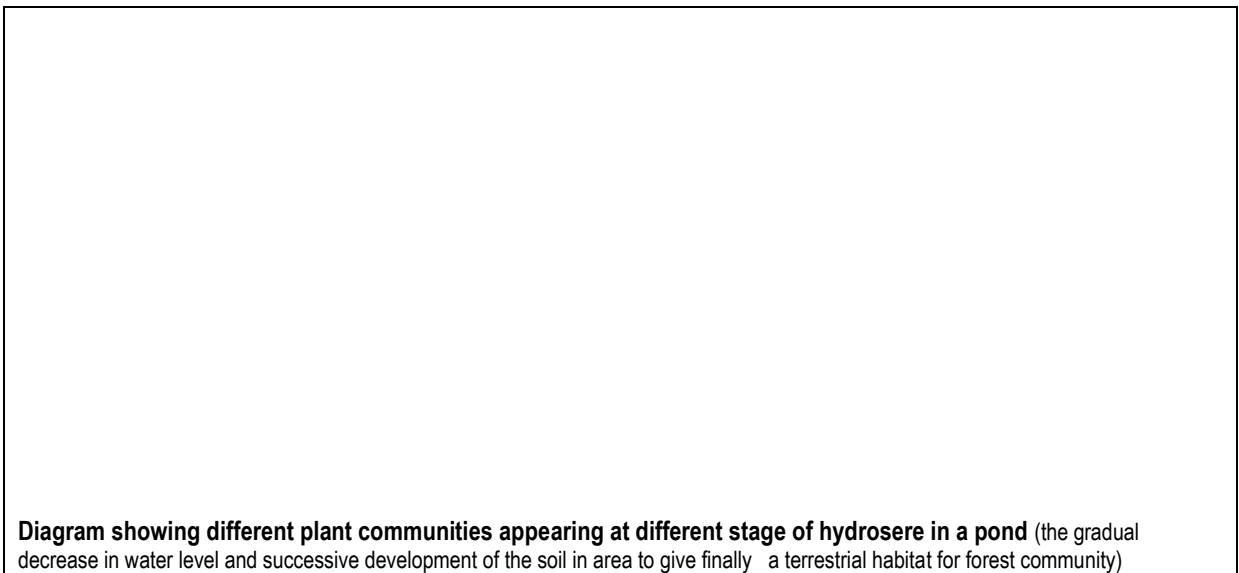 Diagram showing different plant communities appearing at different stage of hydrosere in a pond (the gradual
decrease in water level and successive development of the soil in area to give finally   a terrestrial habitat for forest community)